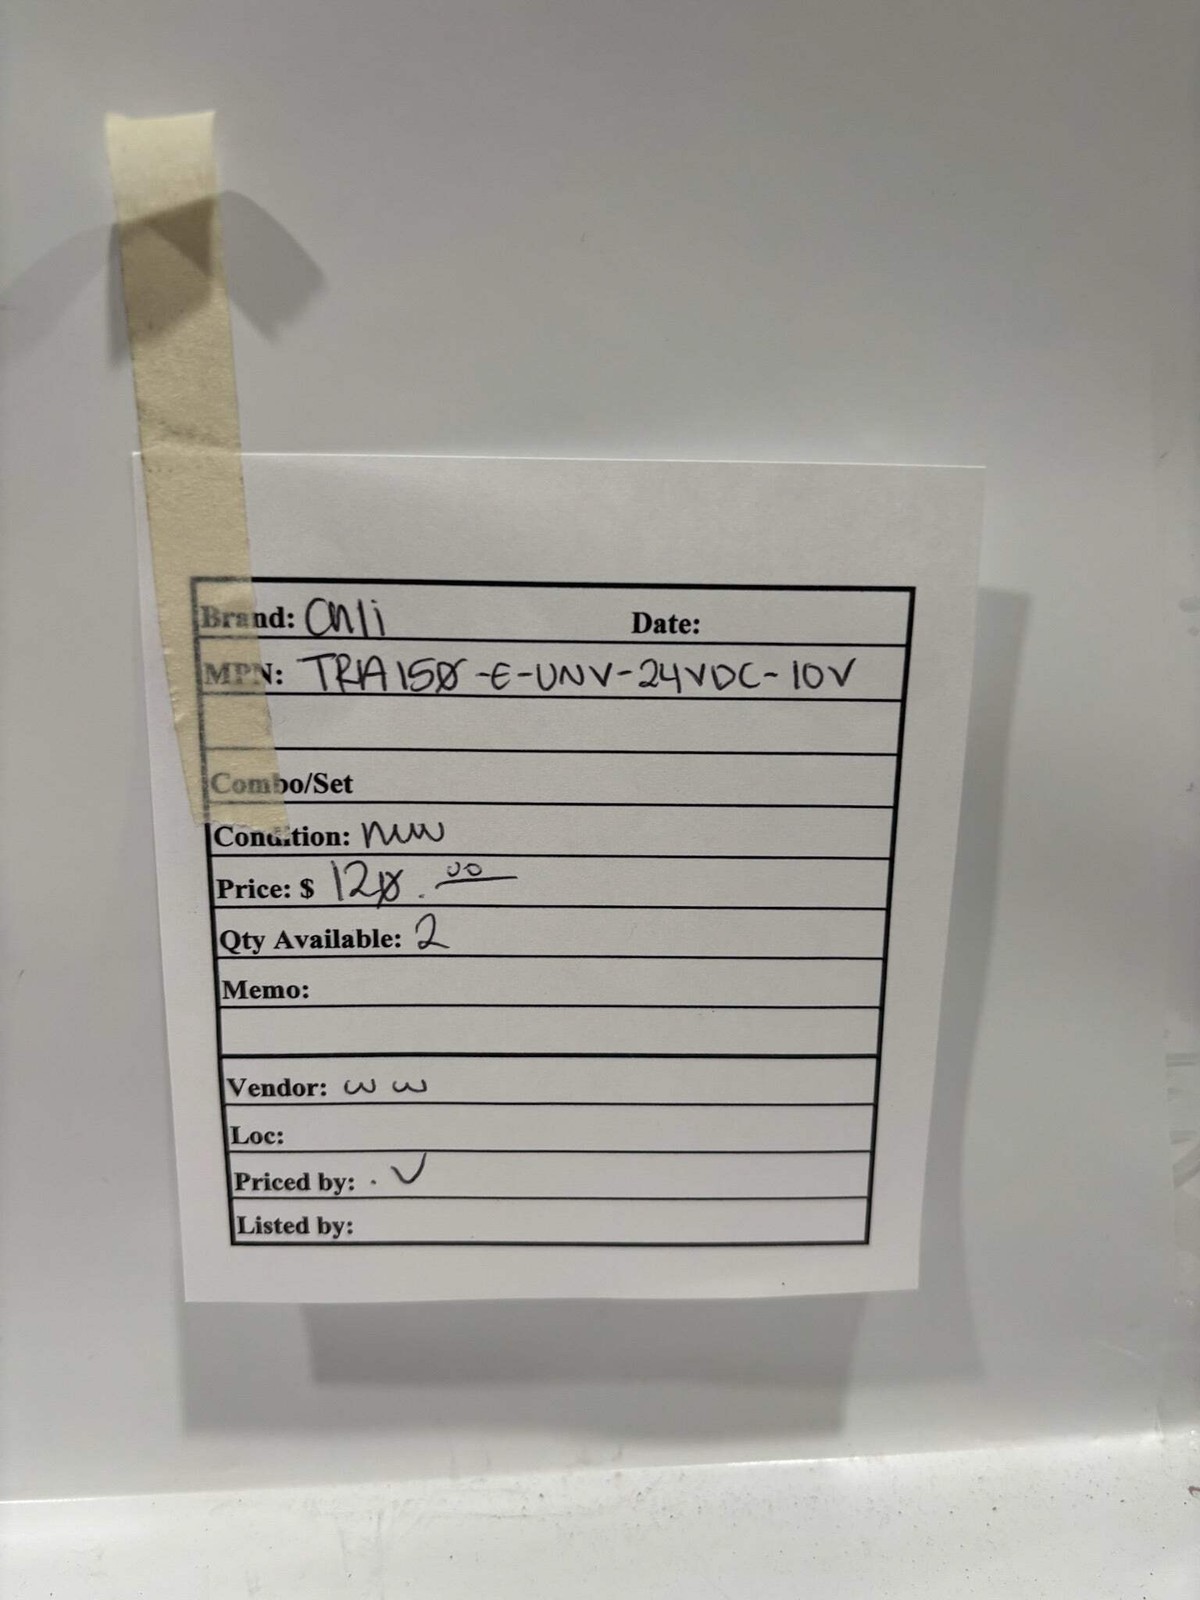 Brand: Chli Date:
MPN: TRIA150-E-UNV-24VDC-10V
Combo/Set
Condition: new
Price: $ 120.00
Qty Available: 2
Memo:
Vendor: WW
Loc:
Priced by: . V
Listed by: